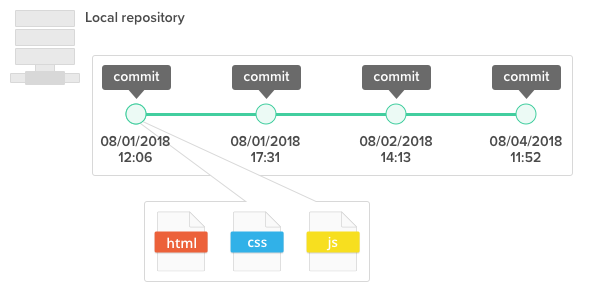 Local repository
commit commit commit commit
08/01/2018 08/01/2018 08/02/2018 08/04/2018
12:06 17:31 14:13 11:52
html css js